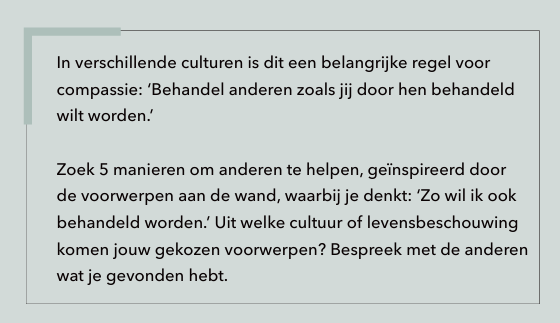 In verschillende culturen is dit een belangrijke regel voor
compassie: ‘Behandel anderen zoals jij door hen behandeld
wilt worden.’
Zoek 5 manieren om anderen te helpen, geïnspireerd door
de voorwerpen aan de wand, waarbij je denkt: ‘Zo wil ik ook
behandeld worden.’ Uit welke cultuur of levensbeschouwing
komen jouw gekozen voorwerpen? Bespreek met de anderen
wat je gevonden hebt.